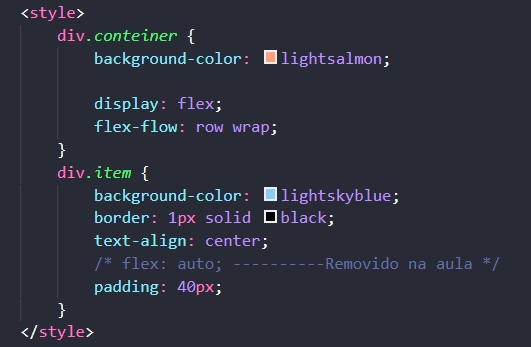 <style>
div.conteiner {
background-color: lightsalmon;
display: flex;
flex-flow: row wrap;
}
div.item {
background-color: lightskyblue;
border: 1px solid black;
text-align: center;
/* flex: auto; ----------Removido na aula */
padding: 40px;
}
</style>